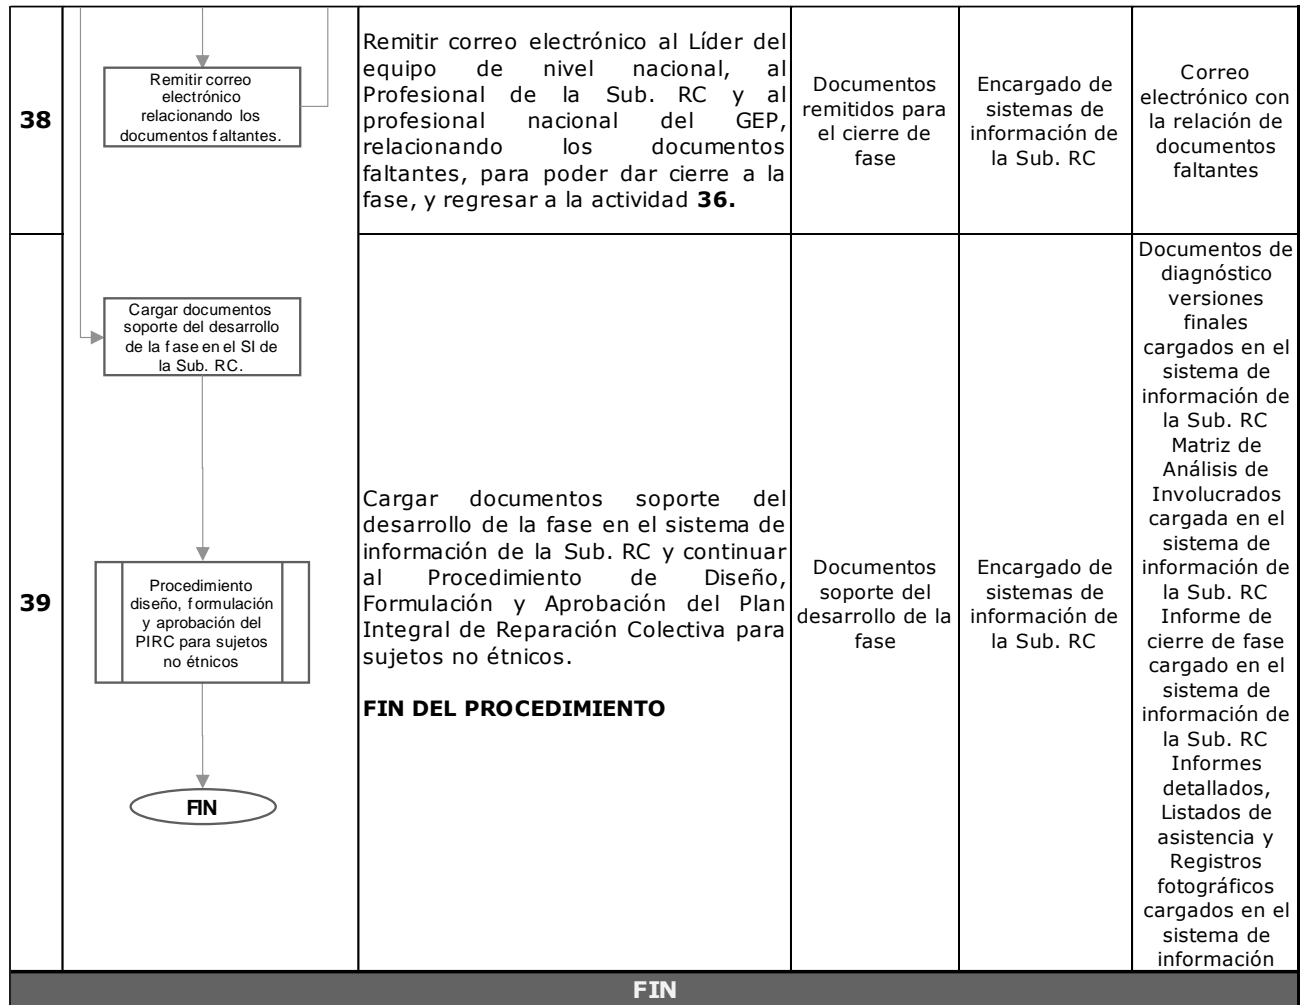 38
Remitir correo
electrónico
relacionando los
documentos faltantes.
Remitir correo electrónico al Líder del
equipo de nivel nacional, al
Profesional de la Sub. RC y al
profesional nacional del GEP,
relacionando los documentos
faltantes, para poder dar cierre a la
fase, y regresar a la actividad 36.
Documentos
remitidos para
el cierre de
fase
Encargado de
sistemas de
información de
la Sub. RC
Correo
electrónico con
la relación de
documentos
faltantes
39
Cargar documentos
soporte del desarrollo
de la fase en el SI de
la Sub. RC.
Procedimiento
diseño, formulación
y aprobación del
PIRC para sujetos
no étnicos
FIN
Cargar documentos soporte del
desarrollo de la fase en el sistema de
información de la Sub. RC y continuar
al Procedimiento de Diseño,
Formulación y Aprobación del Plan
Integral de Reparación Colectiva para
sujetos no étnicos.
FIN DEL PROCEDIMIENTO
Documentos
soporte del
desarrollo de la
fase
Encargado de
sistemas de
información de
la Sub. RC
Documentos de
diagnóstico
versiones
finales
cargados en el
sistema de
información de
la Sub. RC
Matriz de
Análisis de
Involucrados
cargada en el
sistema de
información de
la Sub. RC
Informe de
cierre de fase
cargado en el
sistema de
información de
la Sub. RC
Informes
detallados,
Listados de
asistencia y
Registros
fotográficos
cargados en el
sistema de
información
FIN